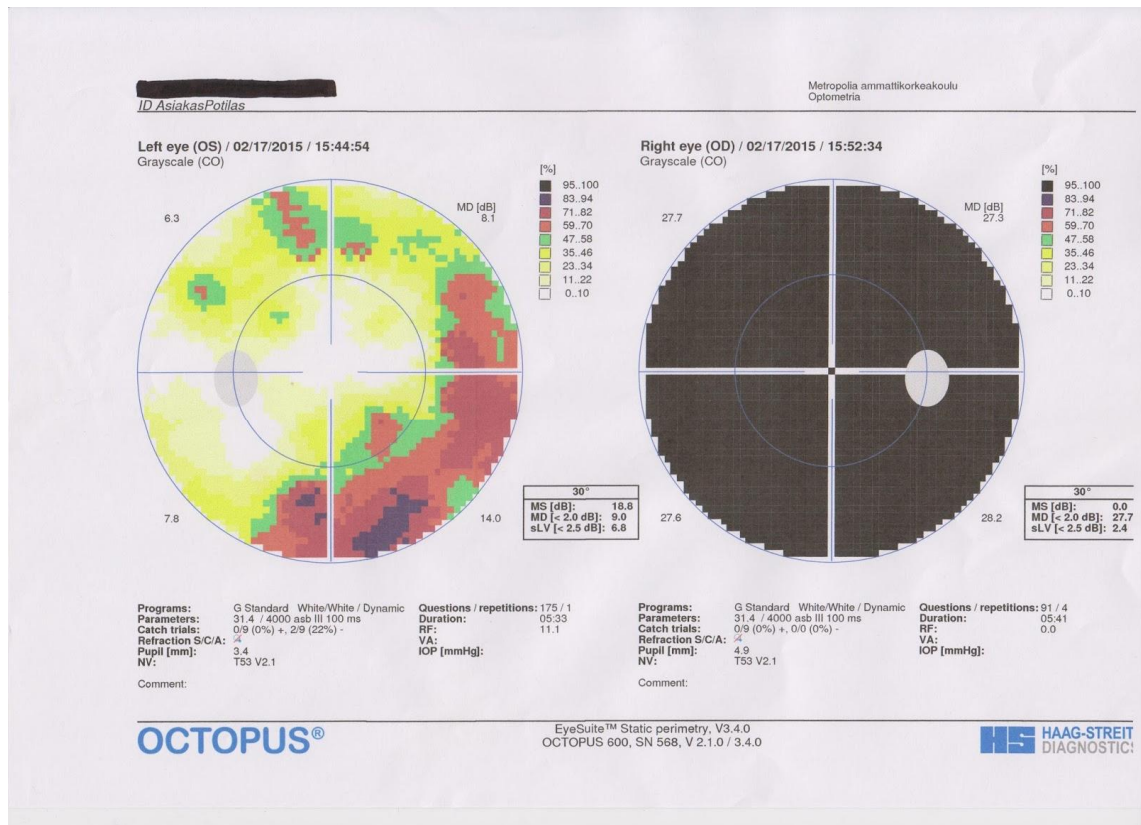 Metropolia ammattikorkeakoulu
Optometria
ID AsiakasPotilas
Left eye (OS) / 02/17/2015 / 15:44:54
Grayscale (CO)
[%]
95..100
83..94
71..82
59..70
47..58
35..46
23..34
11..22
0..10
MD [dB]
6.3
8.1
7.8
14.0
30°
MS [dB]: 18.8
MD [< 2.0 dB]: 9.0
sLV [< 2.5 dB]: 6.8
Right eye (OD) / 02/17/2015 / 15:52:34
Grayscale (CO)
[%]
95..100
83..94
71..82
59..70
47..58
35..46
23..34
11..22
0..10
MD [dB]
27.7
27.3
27.6
28.2
30°
MS [dB]: 0.0
MD [< 2.0 dB]: 27.7
sLV [< 2.5 dB]: 2.4
Programs: G Standard White/White / Dynamic
Parameters: 31.4 / 4000 asb III 100 ms
Catch trials: 0/9 (0%) +, 2/9 (22%) -
Refraction S/C/A:
Pupil [mm]: 3.4
NV: T53 V2.1
Questions / repetitions: 175 / 1
Duration: 05:33
RF: 11.1
VA:
IOP [mmHg]:
Comment:
Programs: G Standard White/White / Dynamic
Parameters: 31.4 / 4000 asb III 100 ms
Catch trials: 0/9 (0%) +, 0/0 (0%) -
Refraction S/C/A:
Pupil [mm]: 4.9
NV: T53 V2.1
Questions / repetitions: 91 / 4
Duration: 05:41
RF: 0.0
VA:
IOP [mmHg]:
Comment:
OCTOPUS®
EyeSuite™ Static perimetry, V3.4.0
OCTOPUS 600, SN 568, V 2.1.0 / 3.4.0
HS HAAG-STREIT
DIAGNOSTICS